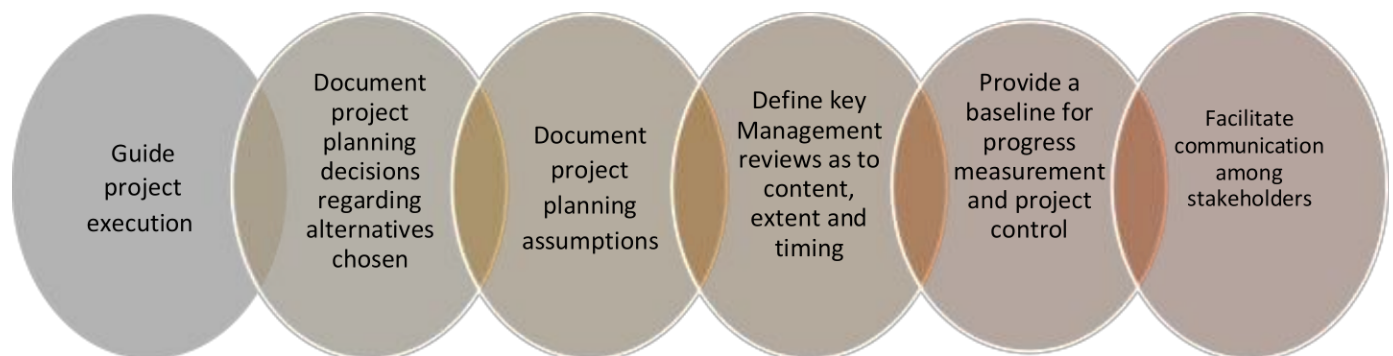 Guide
project
execution
Document
project
planning
decisions
regarding
alternatives
chosen
Document
project
planning
assumptions
Define key
Management
reviews as to
content,
extent and
timing
Provide a
baseline for
progress
measurement
and project
control
Facilitate
communication
among
stakeholders